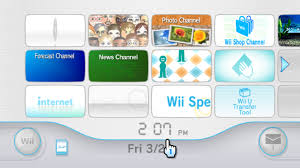 Photo Channel
Wii Shop Channel
Forecast Channel
News Channel
internet
Wii Spe
Wii U
Transfer
Tool
Wii
2:07 PM
Fri 3/2
1